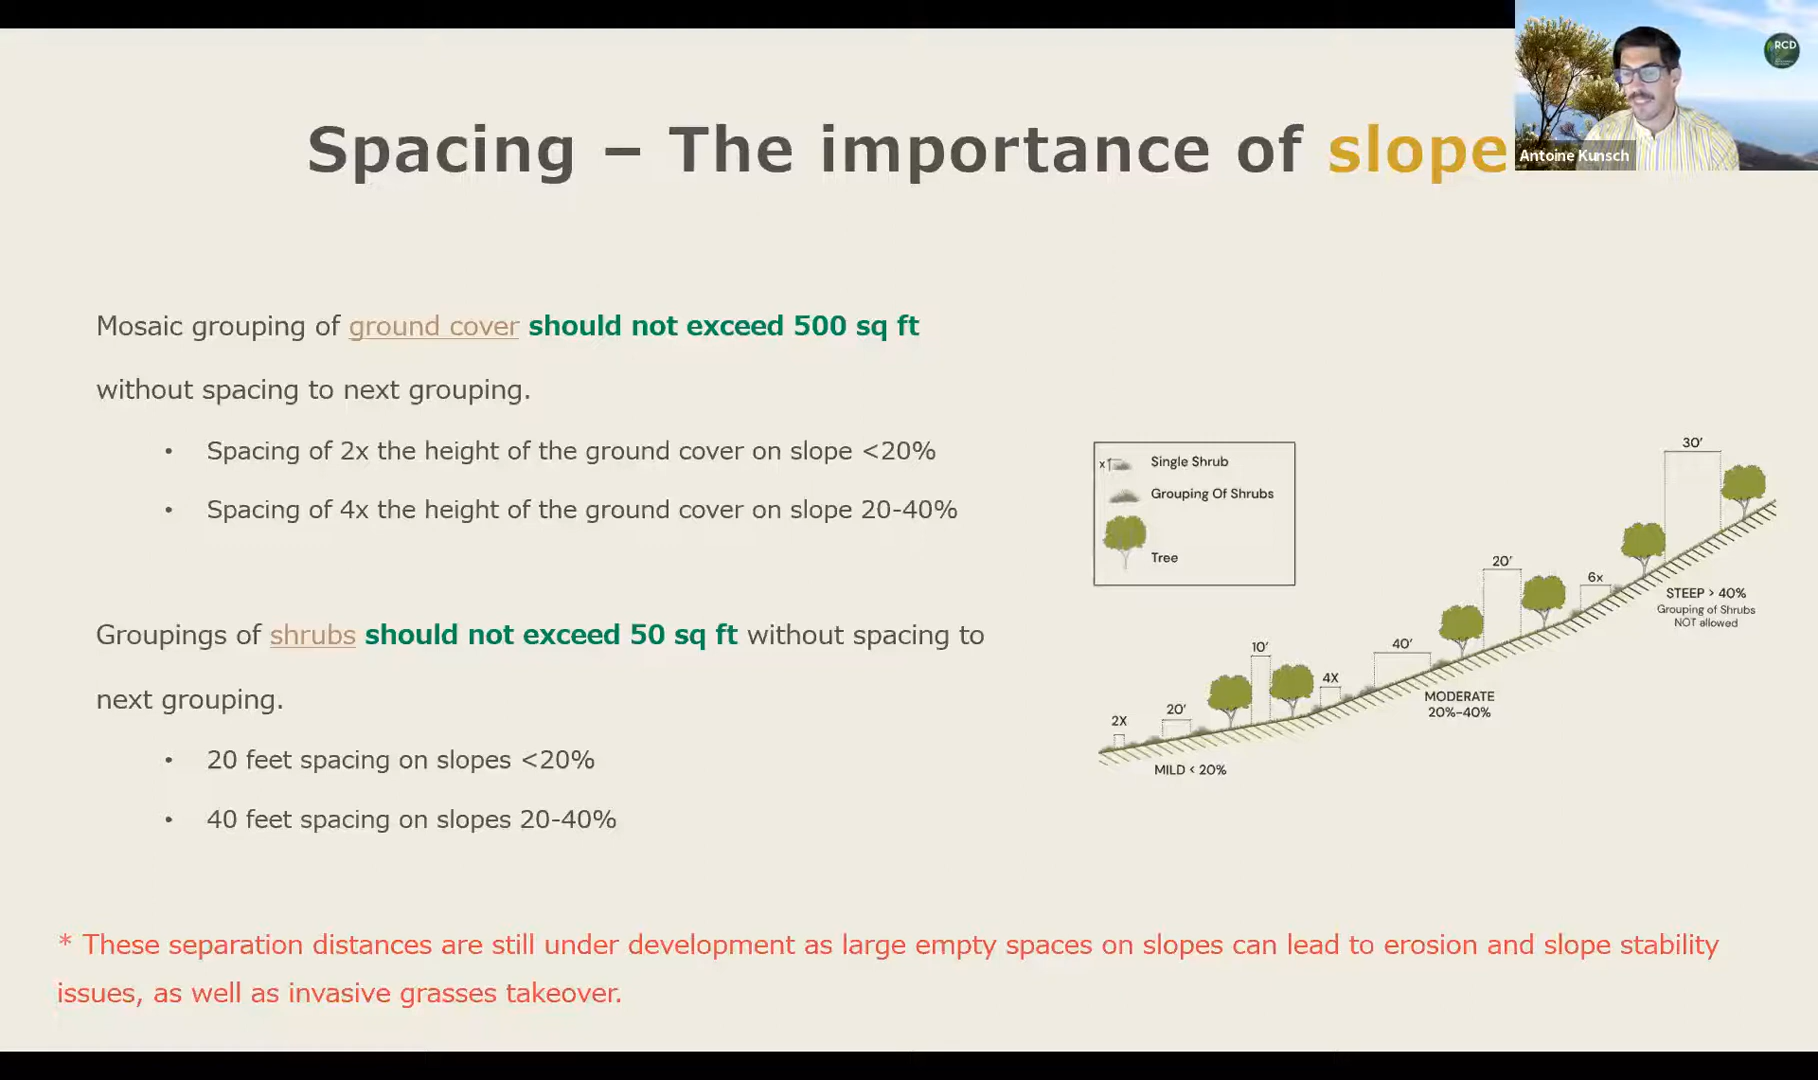 RCD
Antoine Kunsch
Spacing – The importance of slope
Mosaic grouping of ground cover should not exceed 500 sq ft
without spacing to next grouping.
• Spacing of 2x the height of the ground cover on slope <20%
• Spacing of 4x the height of the ground cover on slope 20-40%
Groupings of shrubs should not exceed 50 sq ft without spacing to
next grouping.
• 20 feet spacing on slopes <20%
• 40 feet spacing on slopes 20-40%
x
Single Shrub
Grouping Of Shrubs
Tree
2X
20'
10'
4X
40'
20'
6x
30'
MILD < 20%
MODERATE
20%-40%
STEEP > 40%
Grouping of Shrubs
NOT allowed
* These separation distances are still under development as large empty spaces on slopes can lead to erosion and slope stability
issues, as well as invasive grasses takeover.